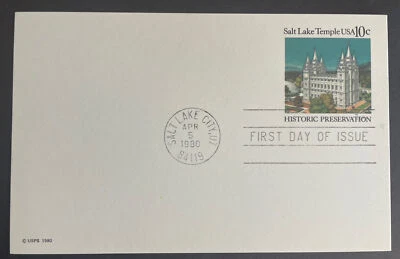 Salt Lake Temple USA 10c
HISTORIC PRESERVATION
SALT LAKE CITY, UT
APR
5
1980
84119
FIRST DAY OF ISSUE
© USPS 1980